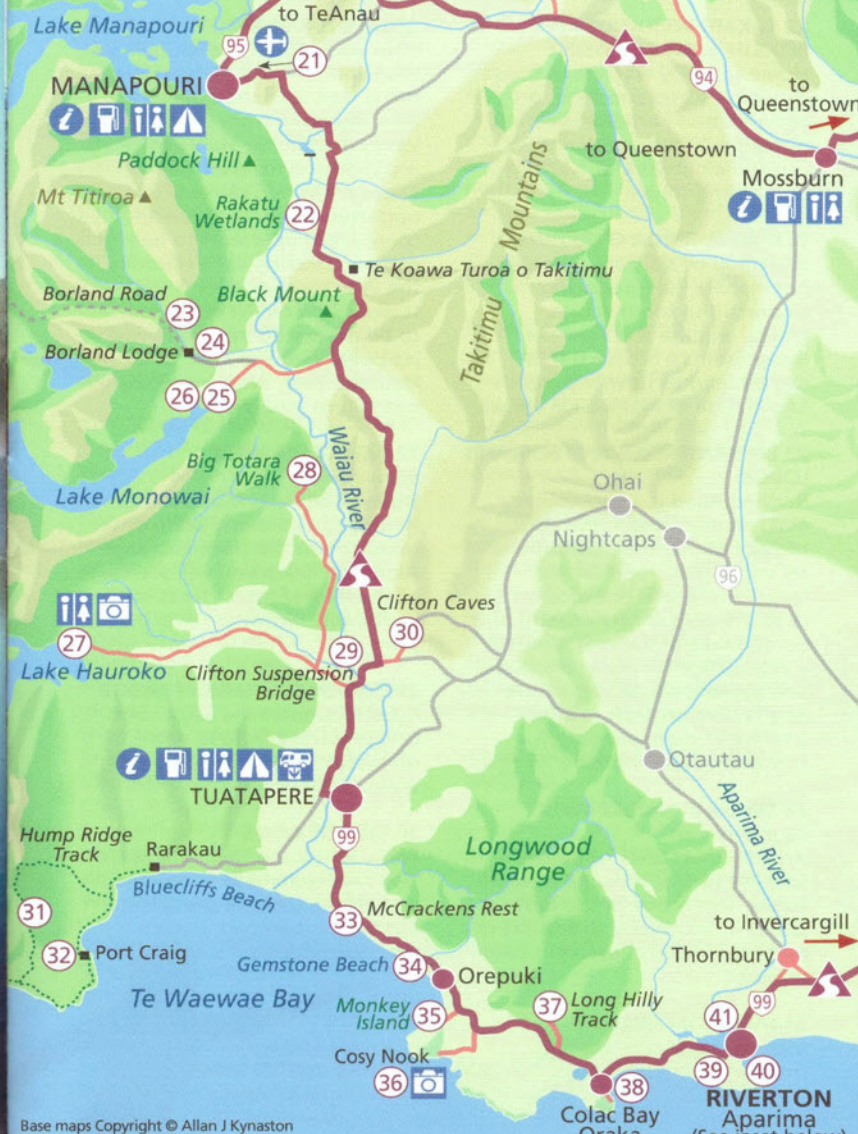 to TeAnau
Lake Manapouri
95
21
MANAPOURI
94
to
Queenstown
to Queenstown
Mossburn
Paddock Hill
Mt Titiroa
Rakatu
Wetlands
22
Takitimu Mountains
Te Koawa Turoa o Takitimu
Borland Road
Black Mount
23
24
Borland Lodge
26
25
Waiau River
Big Totara
Walk
28
Lake Monowai
Ohai
Nightcaps
96
Clifton Caves
30
27
29
Lake Hauroko
Clifton Suspension
Bridge
Otautau
TUATAPERE
Aparima River
99
Hump Ridge
Track
Rarakau
Longwood
Range
Bluecliffs Beach
31
33
McCrackens Rest
to Invercargill
32
Port Craig
Thornbury
Gemstone Beach
34
Orepuki
Te Waewae Bay
Monkey
Island
35
37
Long Hilly
Track
99
41
Cosy Nook
36
39
40
38
RIVERTON
Aparima
Colac Bay
Oraka
(See inset below)
Base maps Copyright © Allan J Kynaston